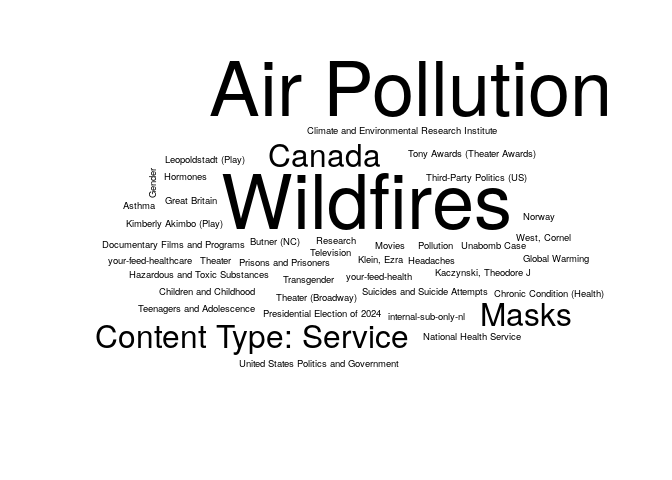 Air Pollution
Climate and Environmental Research Institute
Leopoldstadt (Play)
Canada
Tony Awards (Theater Awards)
Gender
Hormones
Wildfires
Third-Party Politics (US)
Asthma
Great Britain
Kimberly Akimbo (Play)
Norway
Documentary Films and Programs
Butner (NC)
Research
Television
Movies
Pollution
Unabomb Case
West, Cornel
your-feed-healthcare
Theater
Prisons and Prisoners
Klein, Ezra
Headaches
Global Warming
Hazardous and Toxic Substances
Transgender
your-feed-health
Kaczynski, Theodore J
Children and Childhood
Theater (Broadway)
Suicides and Suicide Attempts
Chronic Condition (Health)
Teenagers and Adolescence
Presidential Election of 2024
internal-sub-only-nl
Masks
Content Type: Service
National Health Service
United States Politics and Government